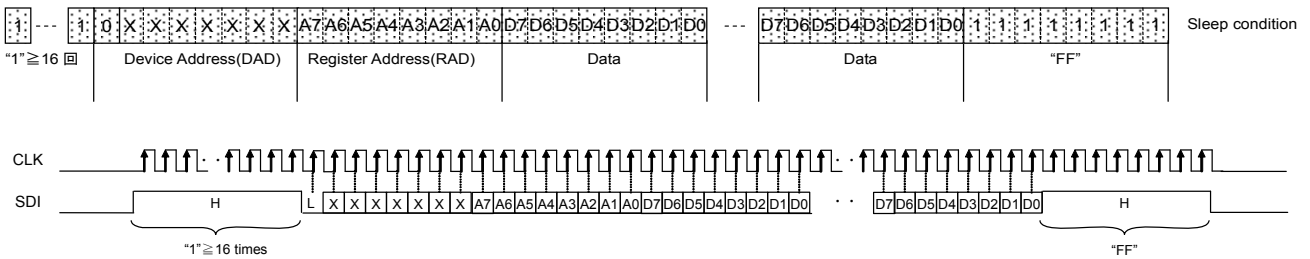 1 --- 1 0 X X X X X X X A7 A6 A5 A4 A3 A2 A1 A0 D7 D6 D5 D4 D3 D2 D1 D0 --- D7 D6 D5 D4 D3 D2 D1 D0 1 1 1 1 1 1 1 1 Sleep condition
“1”≧16 回 Device Address(DAD) Register Address(RAD) Data Data “FF”
CLK
SDI H L X X X X X X X A7 A6 A5 A4 A3 A2 A1 A0 D7 D6 D5 D4 D3 D2 D1 D0 · · D7 D6 D5 D4 D3 D2 D1 D0 H
“1”≧16 times “FF”